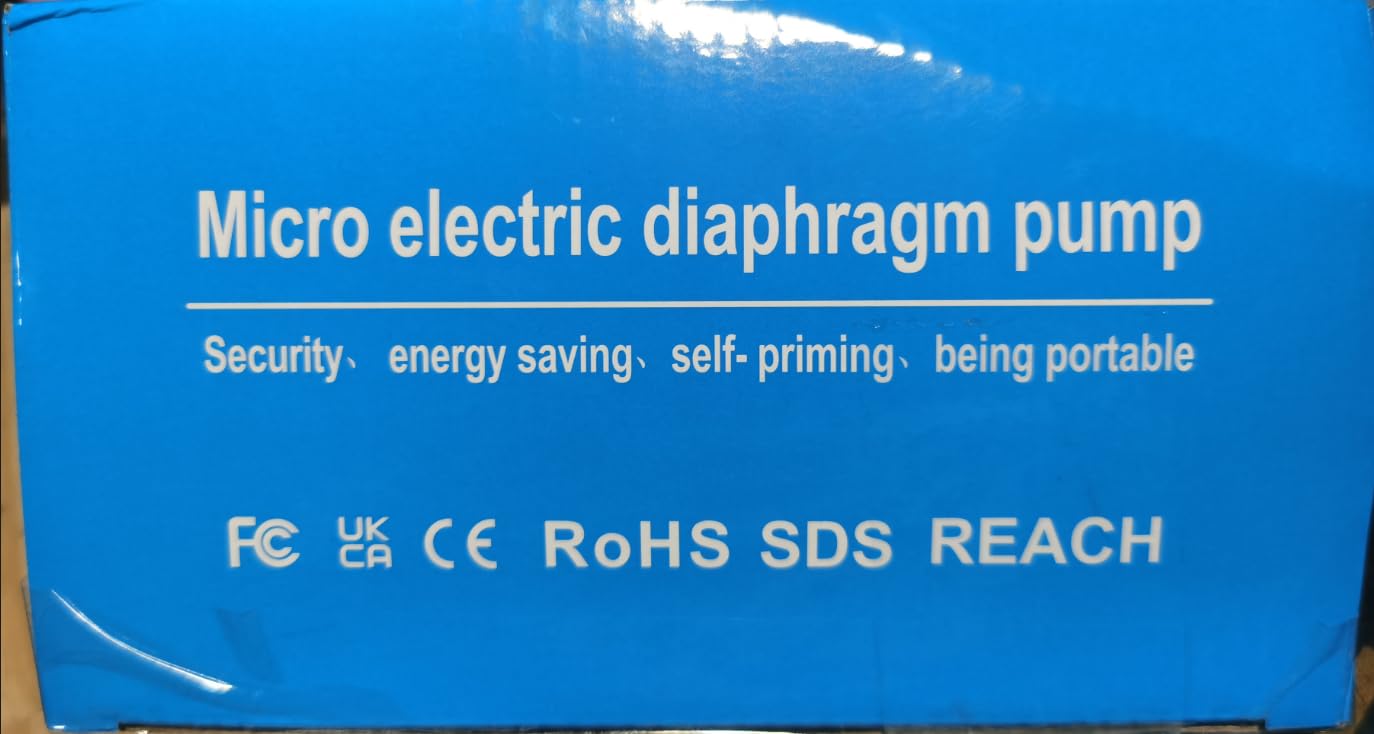 Micro electric diaphragm pump
Security、 energy saving、 self- priming、 being portable
FC UK CA CE RoHS SDS REACH